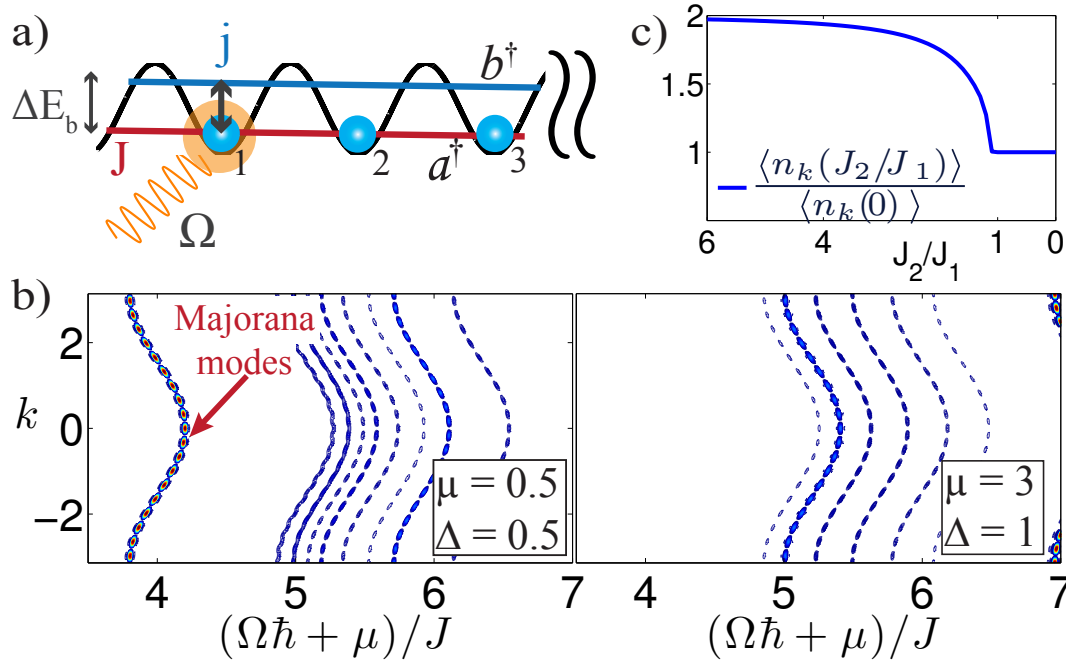 a)
j
b†
ΔE_b
J
a†
1
2
3
Ω
c)
2
1.5
1
⟨n_k(J_2/J_1)⟩
⟨n_k(0)⟩
6
4
1
0
J_2/J_1
b)
Majorana
modes
k
2
0
−2
μ = 0.5
Δ = 0.5
μ = 3
Δ = 1
4
5
6
7
4
5
6
7
(Ωħ + μ)/J
(Ωħ + μ)/J